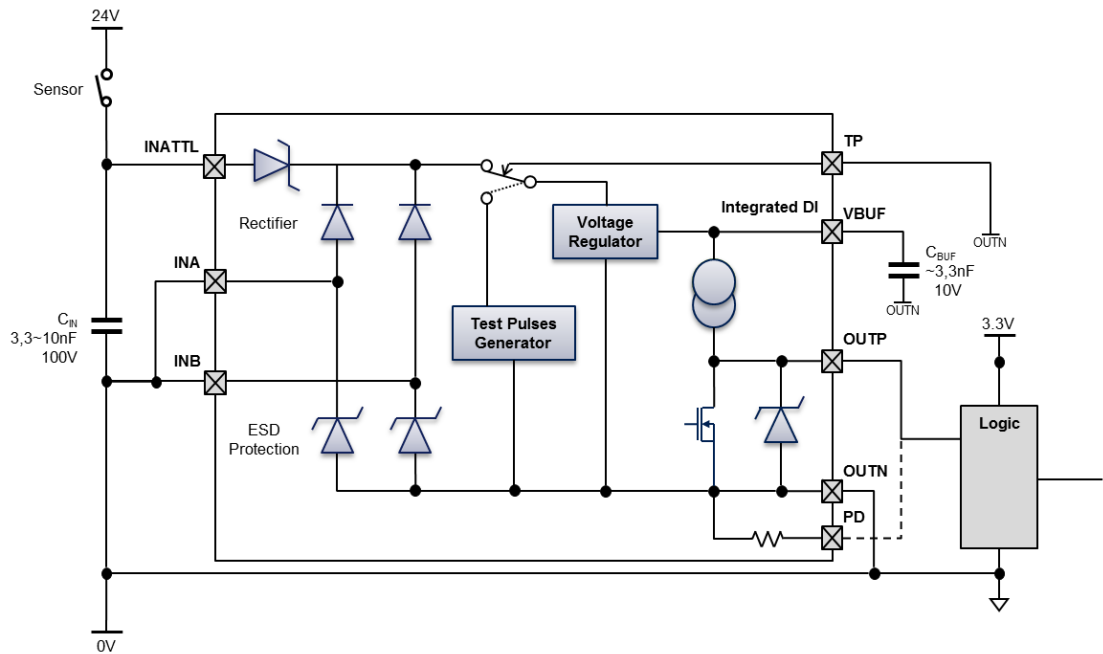 24V
Sensor
INATTL
TP
Rectifier
Integrated DI
VBUF
Voltage
Regulator
OUTN
INA
CBUF
~3,3nF
10V
OUTN
CIN
3,3~10nF
100V
Test Pulses
Generator
3.3V
OUTP
INB
ESD
Protection
Logic
OUTN
PD
0V